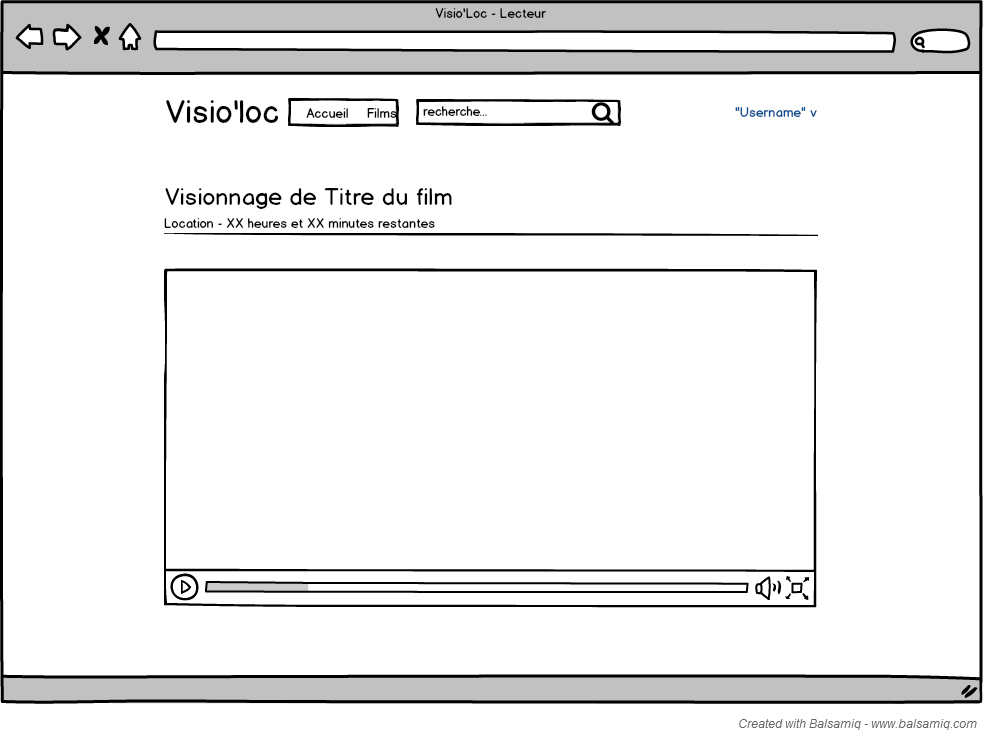 Visio'Loc - Lecteur
Visio'loc
Accueil Films
recherche...
"Username" v
Visionnage de Titre du film
Location - XX heures et XX minutes restantes
Created with Balsamiq - www.balsamiq.com